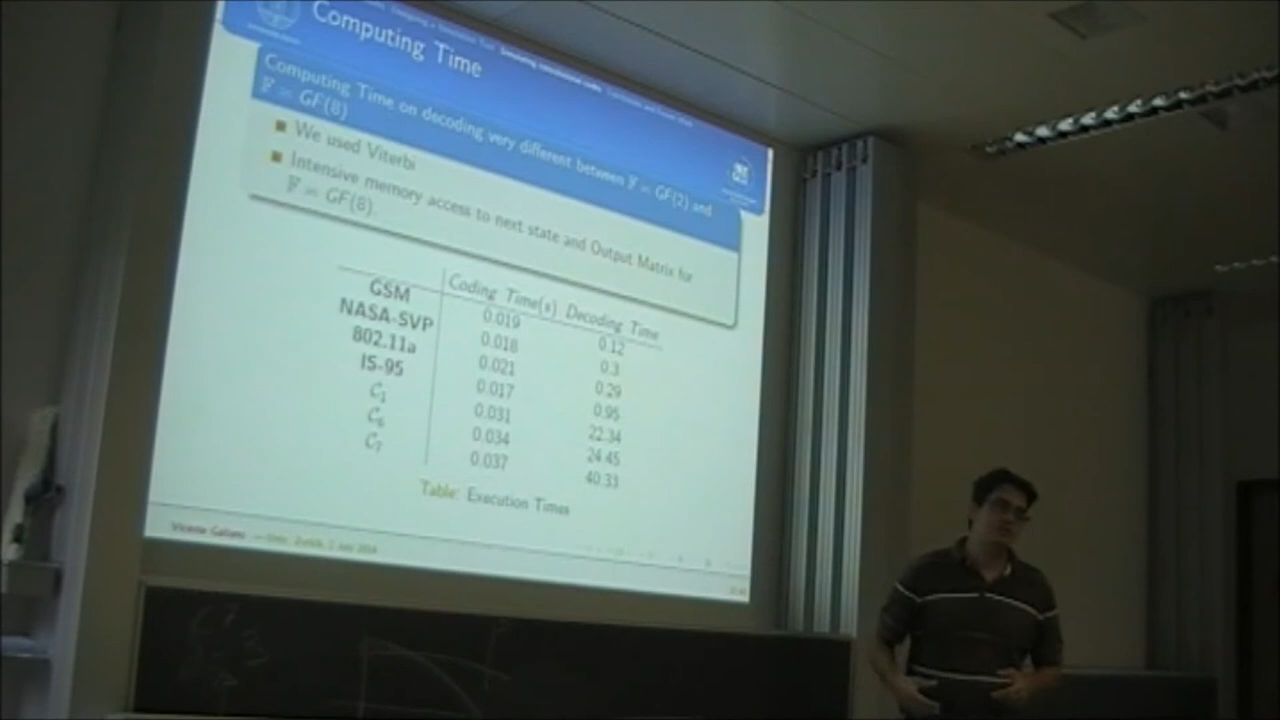 Computing Time
Computing Time on decoding very different between 𝔽 = GF(2) and
𝔽 = GF(8)
We used Viterbi
Intensive memory access to next state and Output Matrix for
𝔽 = GF(8).
Coding Time(s) Decoding Time
GSM 0.019 0.12
NASA-SVP 0.018 0.3
802.11a 0.021 0.29
IS-95 0.017 0.95
C₁ 0.031 22.34
C₆ 0.034 24.45
C₇ 0.037 40.33
Table: Execution Times
Vicente Galiano